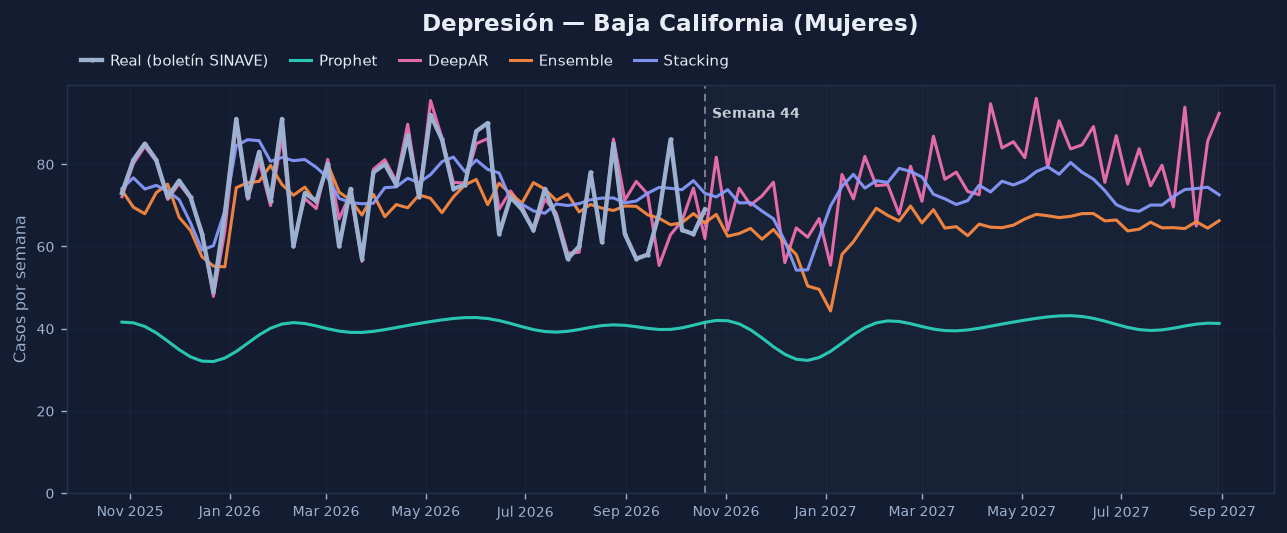 Depresión — Baja California (Mujeres)
Real (boletín SINAVE) Prophet DeepAR Ensemble Stacking
Semana 44
Casos por semana
80
60
40
20
0
Nov 2025 Jan 2026 Mar 2026 May 2026 Jul 2026 Sep 2026 Nov 2026 Jan 2027 Mar 2027 May 2027 Jul 2027 Sep 2027